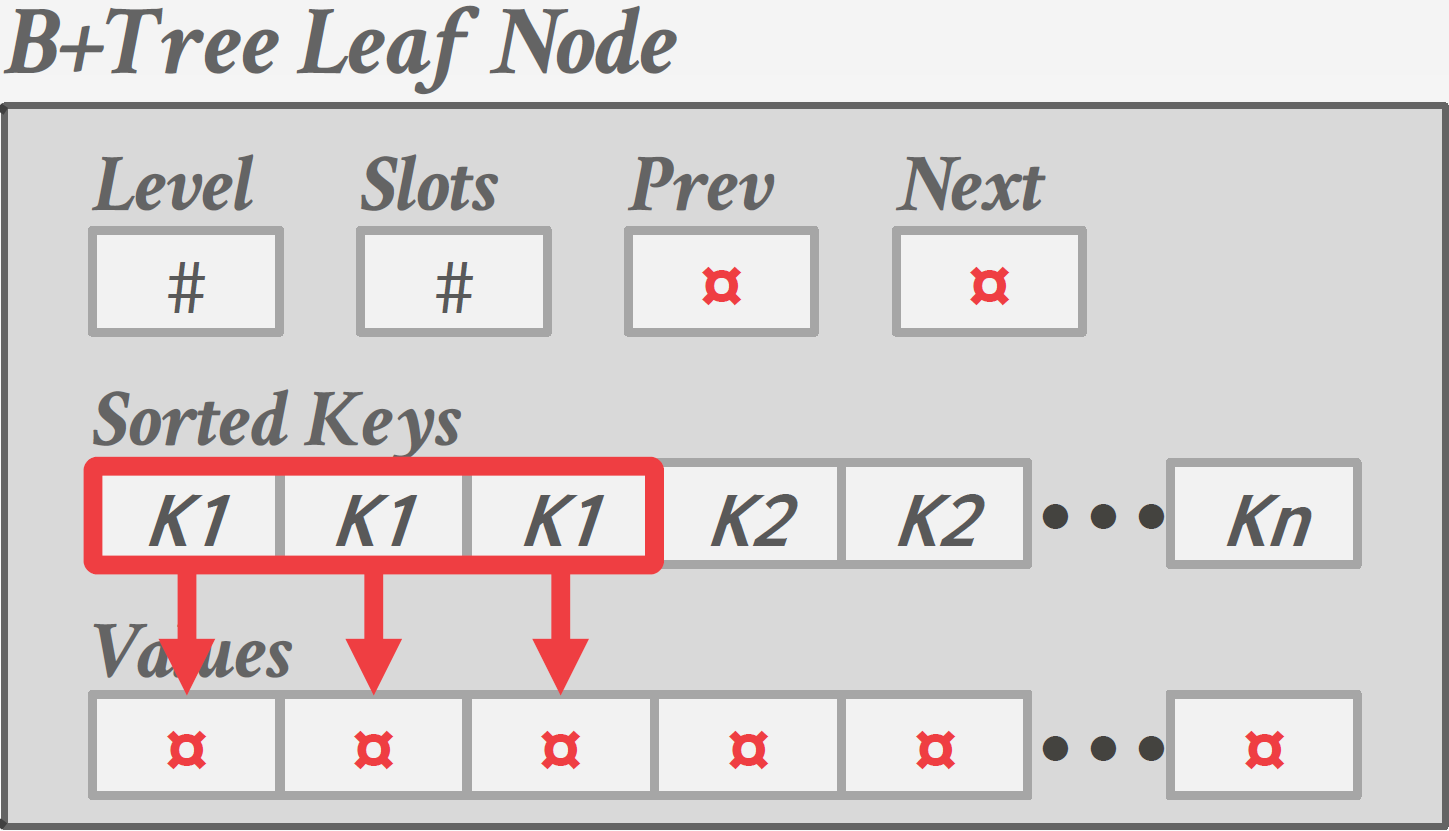 B+Tree Leaf Node
Level Slots Prev Next
# # ¤ ¤
Sorted Keys
K1 K1 K1 K2 K2 ••• Kn
Values
¤ ¤ ¤ ¤ ¤ ••• ¤